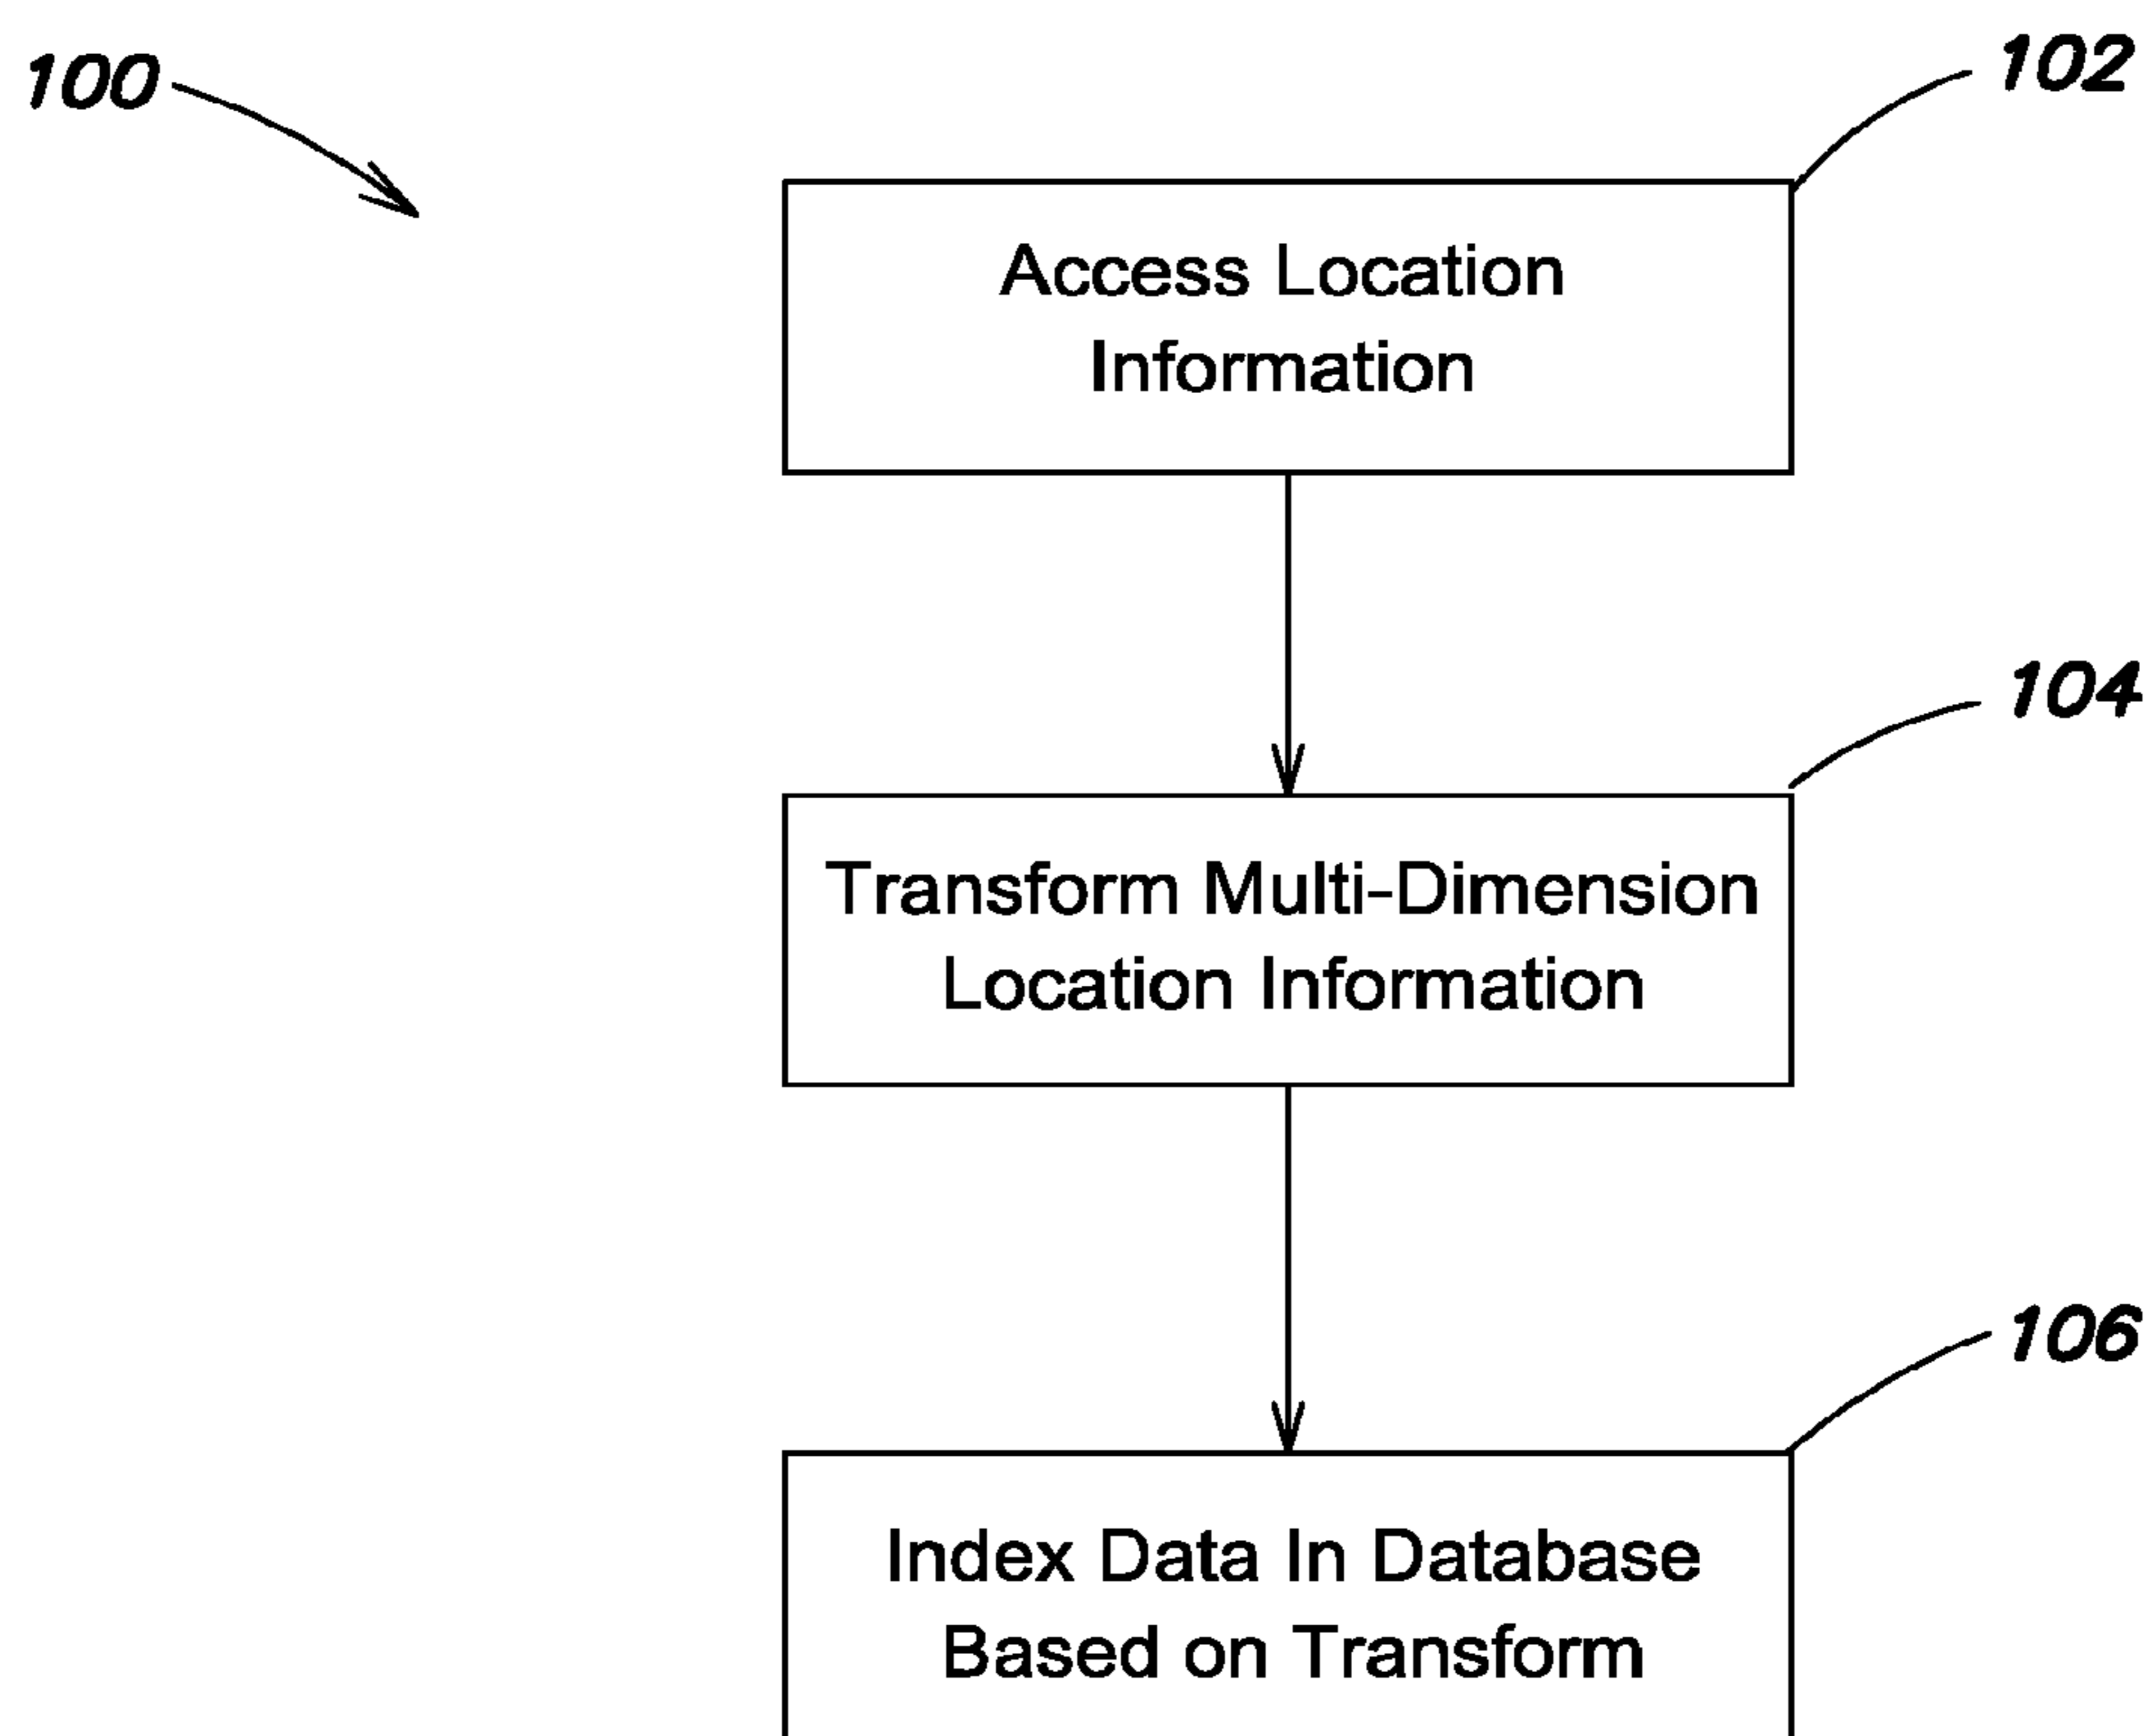 100
102
Access Location
Information
104
Transform Multi-Dimension
Location Information
106
Index Data In Database
Based on Transform